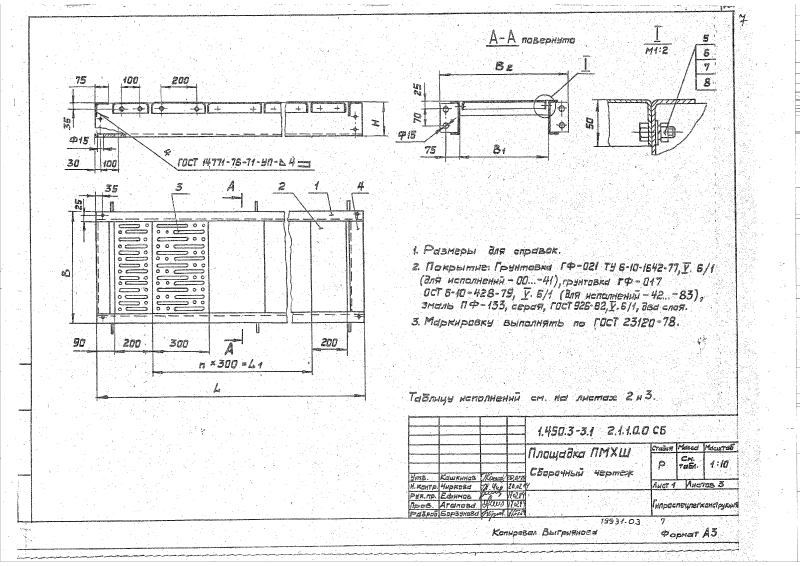 7
А-А повернуто
I
М1:2
5
6
7
8
I
B2
25
70
Ф15
75
B1
50
75
100
200
35
H
Ф15
4
30
100
ГОСТ 14771-76-Т1-УП-⊿4
35
3
А
2
1
4
25
B
90
200
300
А
200
n×300=L1
L
1. Размеры для справок.
2. Покрытие: Грунтовка ГФ-021 ТУ 6-10-1642-77, V. 6/1
(для исполнений -00...-41), грунтовка ГФ-017
ОСТ 6-10-428-79, V. 6/1 (для исполнений -42...-83),
эмаль ПФ-133, серая, ГОСТ 926-82, V. 6/1, два слоя.
3. Маркировку выполнять по ГОСТ 23120-78.
Таблицу исполнений см. на листах 2 и 3.
1.450.3-3.1 2.1.1.0.0 СБ
Площадка ПМХШ
Сборочный чертеж
Стадия Масса Масштаб
Р См. табл. 1:10
Лист 1 Листов 3
Гипроспецлегконструкция
Утв. Кашкинов
Н.контр. Чиркова
Рук.пр. Ефимов
Пров. Агапова
Разраб.
19931-03 7
Копировал Формат А3